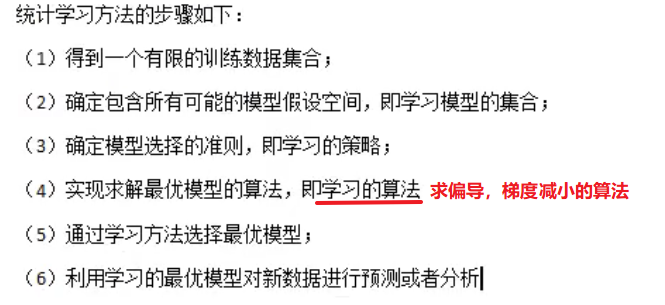 统计学习方法的步骤如下：
（1）得到一个有限的训练数据集合；
（2）确定包含所有可能的模型假设空间，即学习模型的集合；
（3）确定模型选择的准则，即学习的策略；
（4）实现求解最优模型的算法，即学习的算法 求偏导，梯度减小的算法
（5）通过学习方法选择最优模型；
（6）利用学习的最优模型对新数据进行预测或者分析